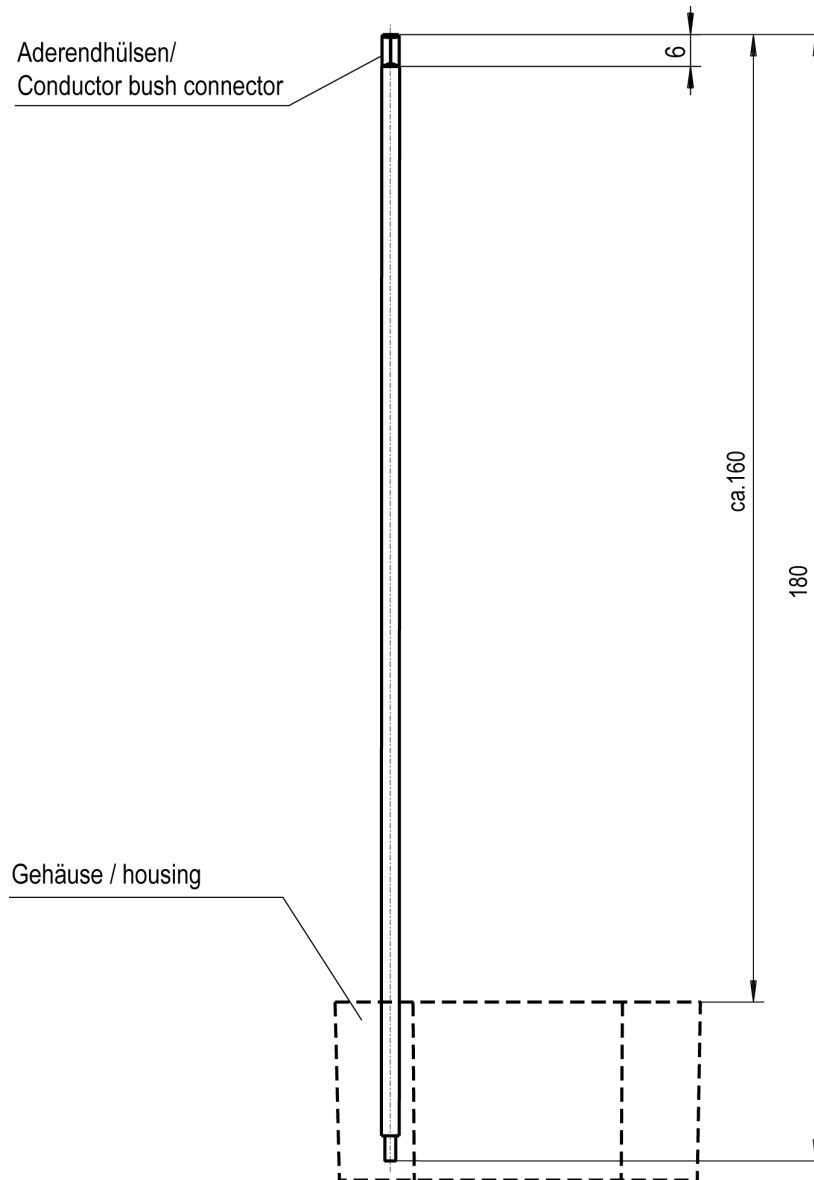 Aderendhülsen/
Conductor bush connector
6
ca.160
180
Gehäuse / housing